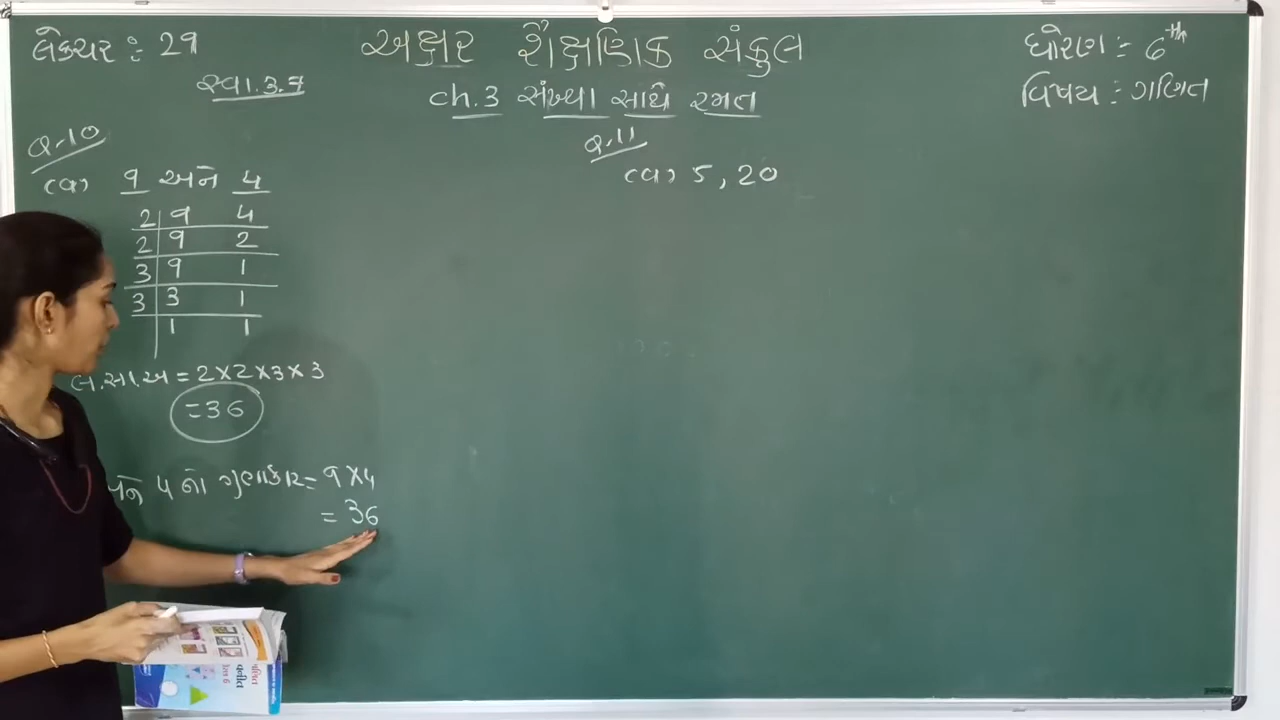 લેક્ચર : 29
અક્ષર શૈક્ષણિક સંકુલ
ધોરણ : 6th
સ્વા. 3.7
ch.3 સંખ્યા સાથે રમત
વિષય : ગણિત
Q.10
(a) 9 અને 4
2 9 4
2 9 2
3 9 1
3 3 1
1 1
લ.સા.અ = 2 × 2 × 3 × 3
= 36
4 નો ગુણાકાર = 9 × 4
= 36
Q.11
(a) 5, 20
ગણિત